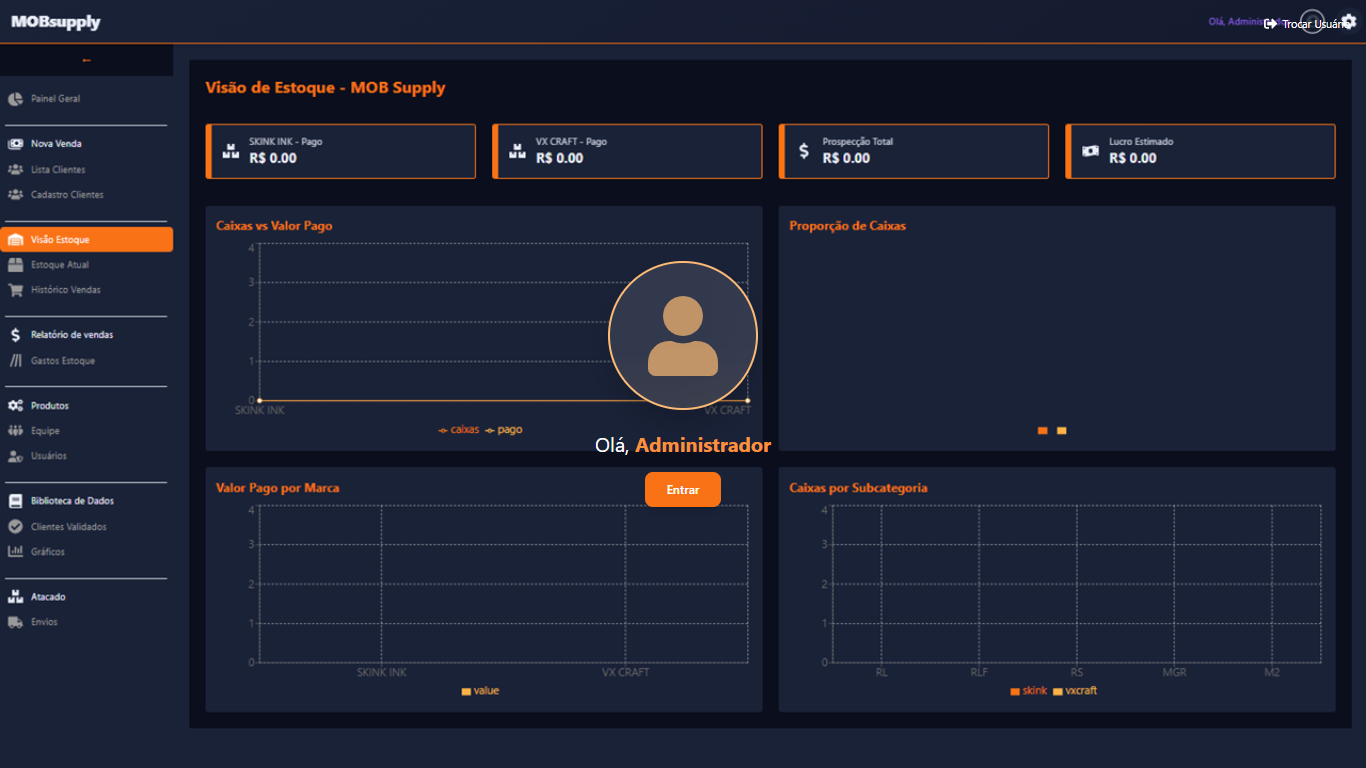 MOBsupply
Olá, Administrador
Trocar Usuário
←
Painel Geral
Nova Venda
Lista Clientes
Cadastro Clientes
Visão Estoque
Estoque Atual
Histórico Vendas
Relatório de vendas
Gastos Estoque
Produtos
Equipe
Usuários
Biblioteca de Dados
Clientes Validados
Gráficos
Atacado
Envios
Visão de Estoque - MOB Supply
SKINK INK - Pago
R$ 0.00
VX CRAFT - Pago
R$ 0.00
Prospecção Total
R$ 0.00
Lucro Estimado
R$ 0.00
Caixas vs Valor Pago
4
3
2
1
0
SKINK INK VX CRAFT
caixas pago
Proporção de Caixas
Olá, Administrador
Entrar
Valor Pago por Marca
4
3
2
1
0
SKINK INK VX CRAFT
value
Caixas por Subcategoria
4
3
2
1
0
RL RLF RS MGR M2
skink vxcraft